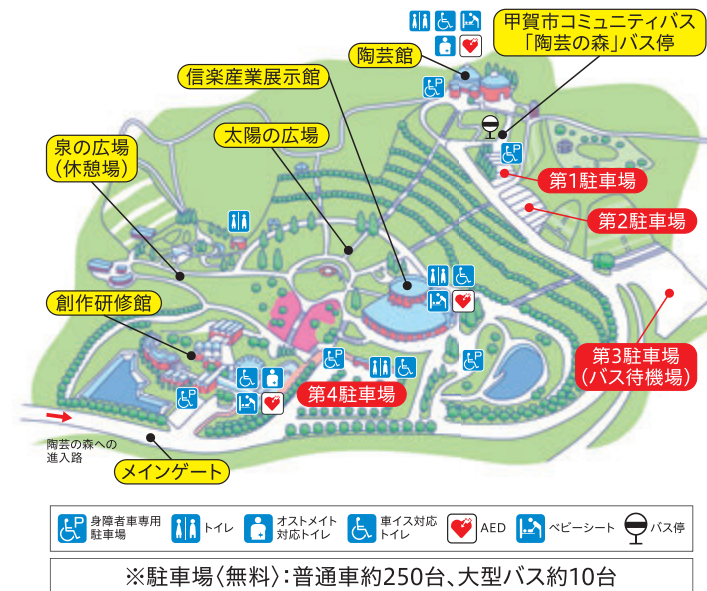 甲賀市コミュニティバス
「陶芸の森」バス停
陶芸館
信楽産業展示館
太陽の広場
泉の広場
(休憩場)
第1駐車場
第2駐車場
創作研修館
第3駐車場
(バス待機場)
第4駐車場
陶芸の森への
進入路
メインゲート
身障者車専用
駐車場
トイレ
オストメイト
対応トイレ
車イス対応
トイレ
AED
ベビーシート
バス停
※駐車場〈無料〉:普通車約250台、大型バス約10台